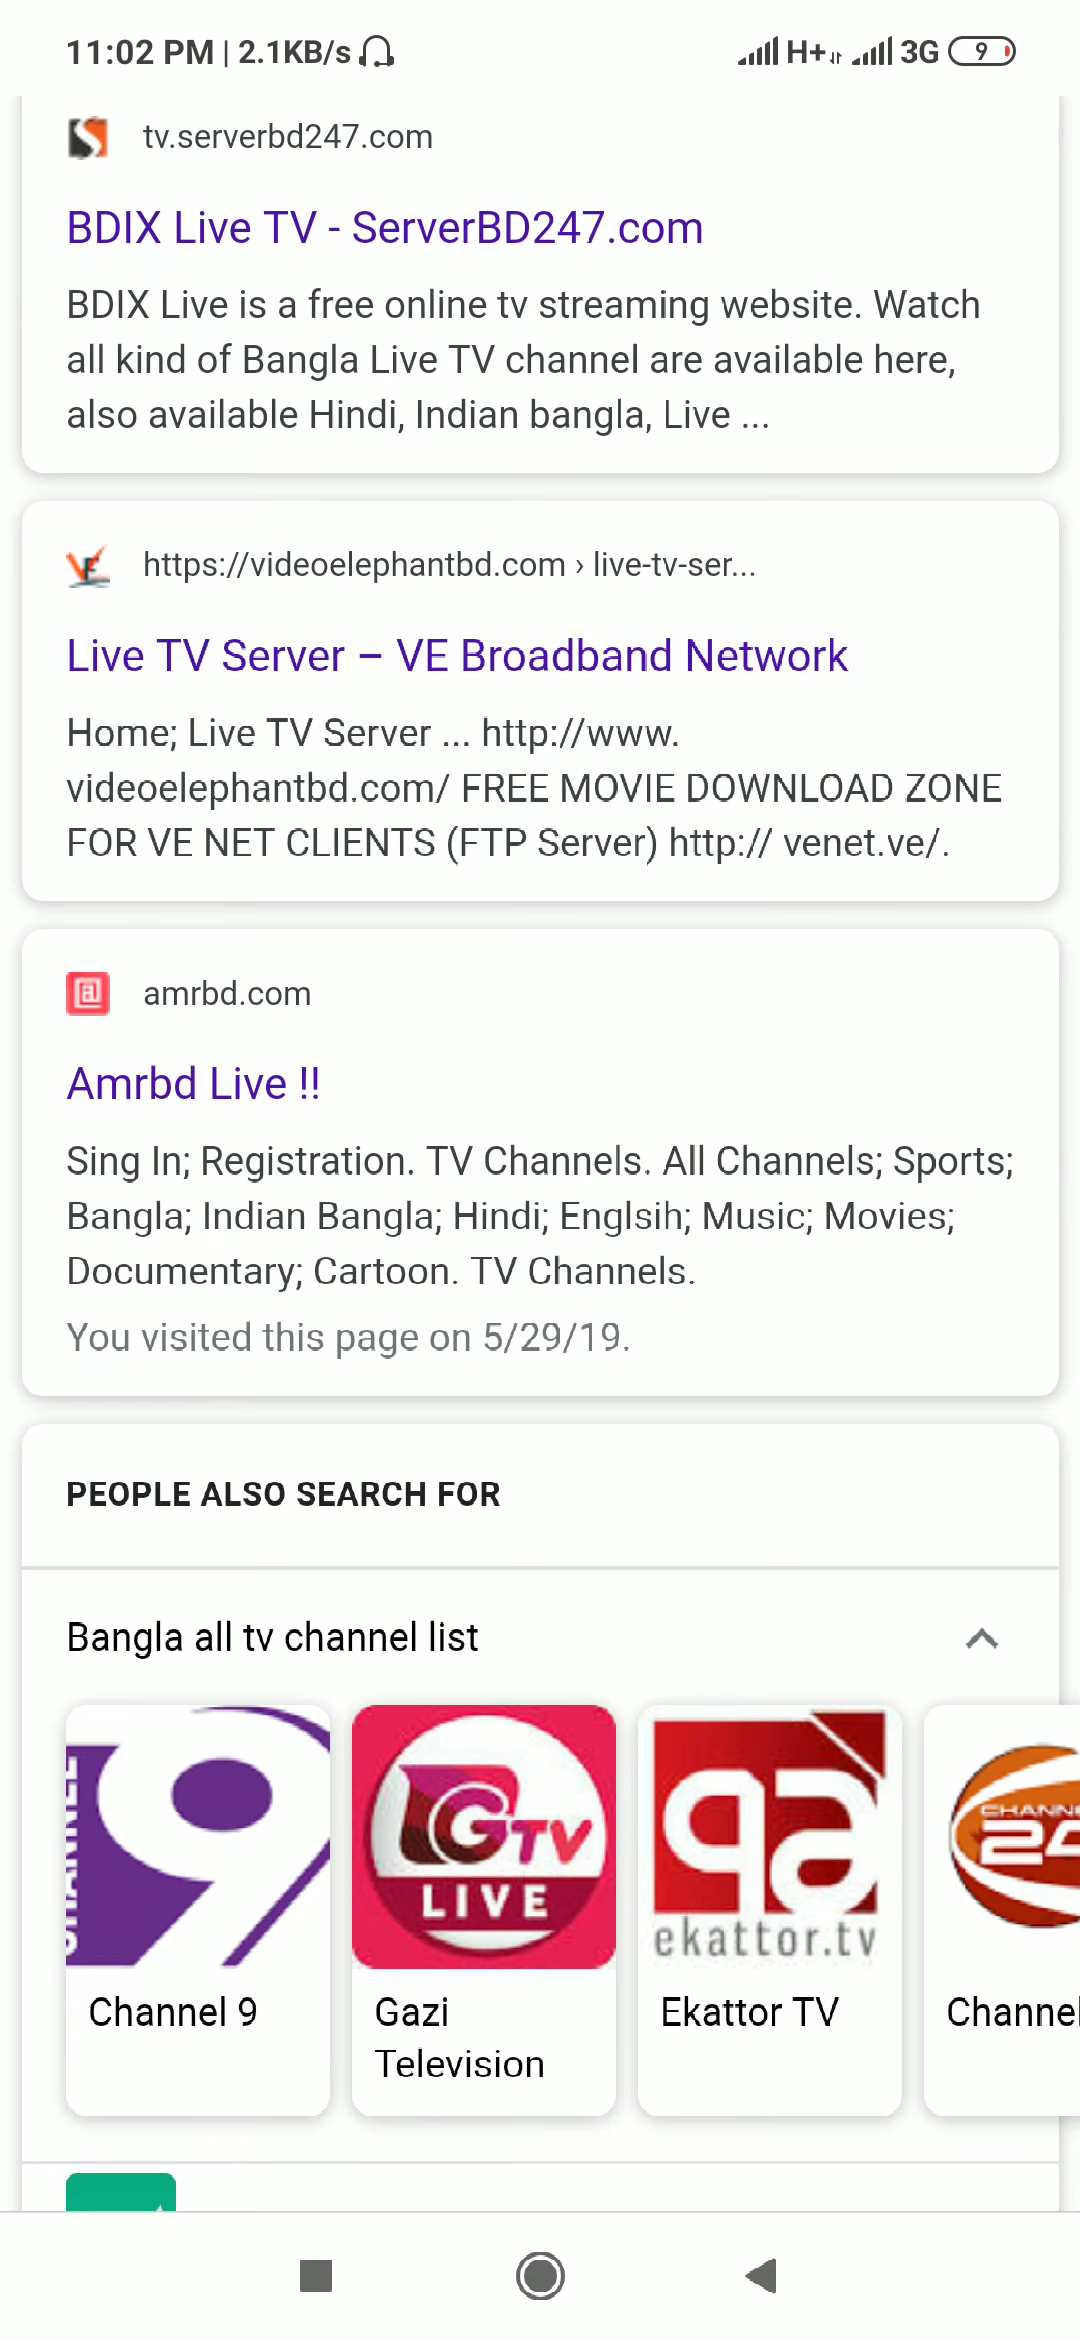 11:02 PM | 2.1KB/s H+ 3G 9
tv.serverbd247.com
BDIX Live TV - ServerBD247.com
BDIX Live is a free online tv streaming website. Watch
all kind of Bangla Live TV channel are available here,
also available Hindi, Indian bangla, Live ...
https://videoelephantbd.com › live-tv-ser...
Live TV Server – VE Broadband Network
Home; Live TV Server ... http://www.
videoelephantbd.com/ FREE MOVIE DOWNLOAD ZONE
FOR VE NET CLIENTS (FTP Server) http:// venet.ve/.
amrbd.com
Amrbd Live !!
Sing In; Registration. TV Channels. All Channels; Sports;
Bangla; Indian Bangla; Hindi; Englsih; Music; Movies;
Documentary; Cartoon. TV Channels.
You visited this page on 5/29/19.
PEOPLE ALSO SEARCH FOR
Bangla all tv channel list
CHANNEL 9
GTV
LIVE
ekattor.tv
CHANNE
24
Channel 9
Gazi
Television
Ekattor TV
Channel